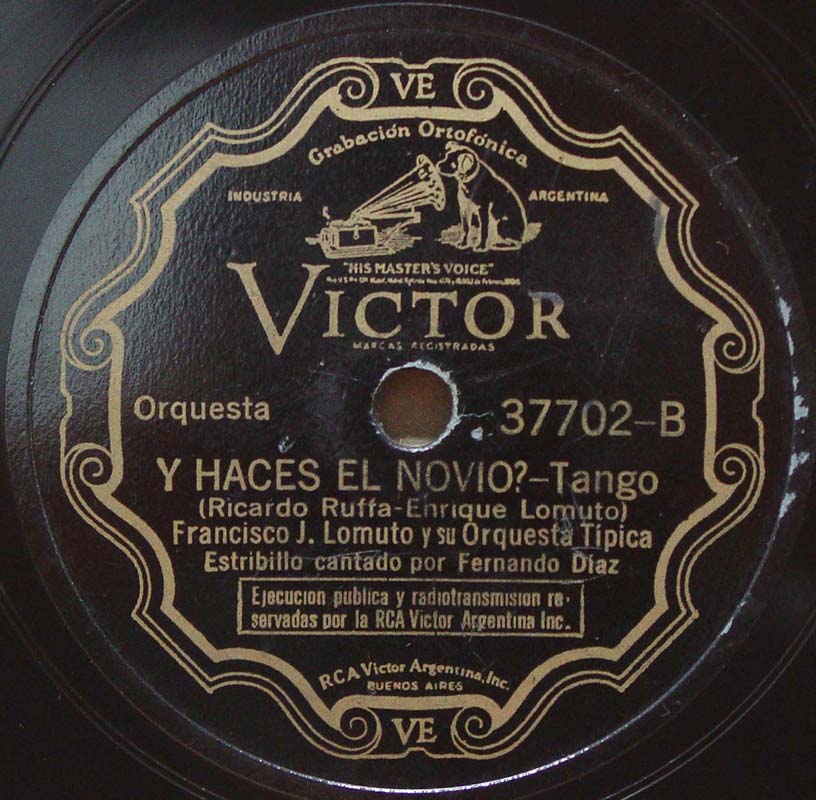 VE
Grabación Ortofónica
INDUSTRIA ARGENTINA
"HIS MASTER'S VOICE"
VICTOR
MARCAS REGISTRADAS
Orquesta 37702-B
Y HACES EL NOVIO?-Tango
(Ricardo Ruffa-Enrique Lomuto)
Francisco J. Lomuto y su Orquesta Típica
Estribillo cantado por Fernando Díaz
Ejecucion publica y radiotransmision re-
servadas por la RCA Victor Argentina Inc.
RCA Victor Argentina, Inc.
BUENOS AIRES
VE